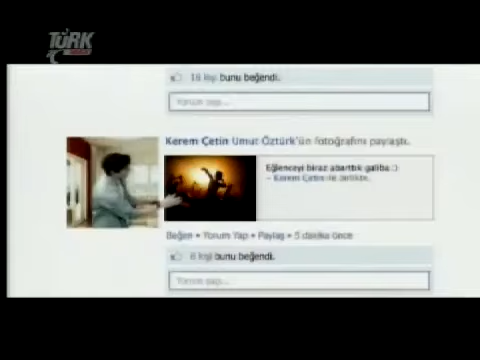 TÜRK
18 kişi bunu beğendi.
Yorum yap...
Kerem Çetin Umut Öztürk'ün fotoğrafını paylaştı.
Eğlenceyi biraz abarttık galiba :)
– Kerem Çetin ile birlikte.
Beğen • Yorum Yap • Paylaş • 5 dakika önce
6 kişi bunu beğendi.
Yorum yap...